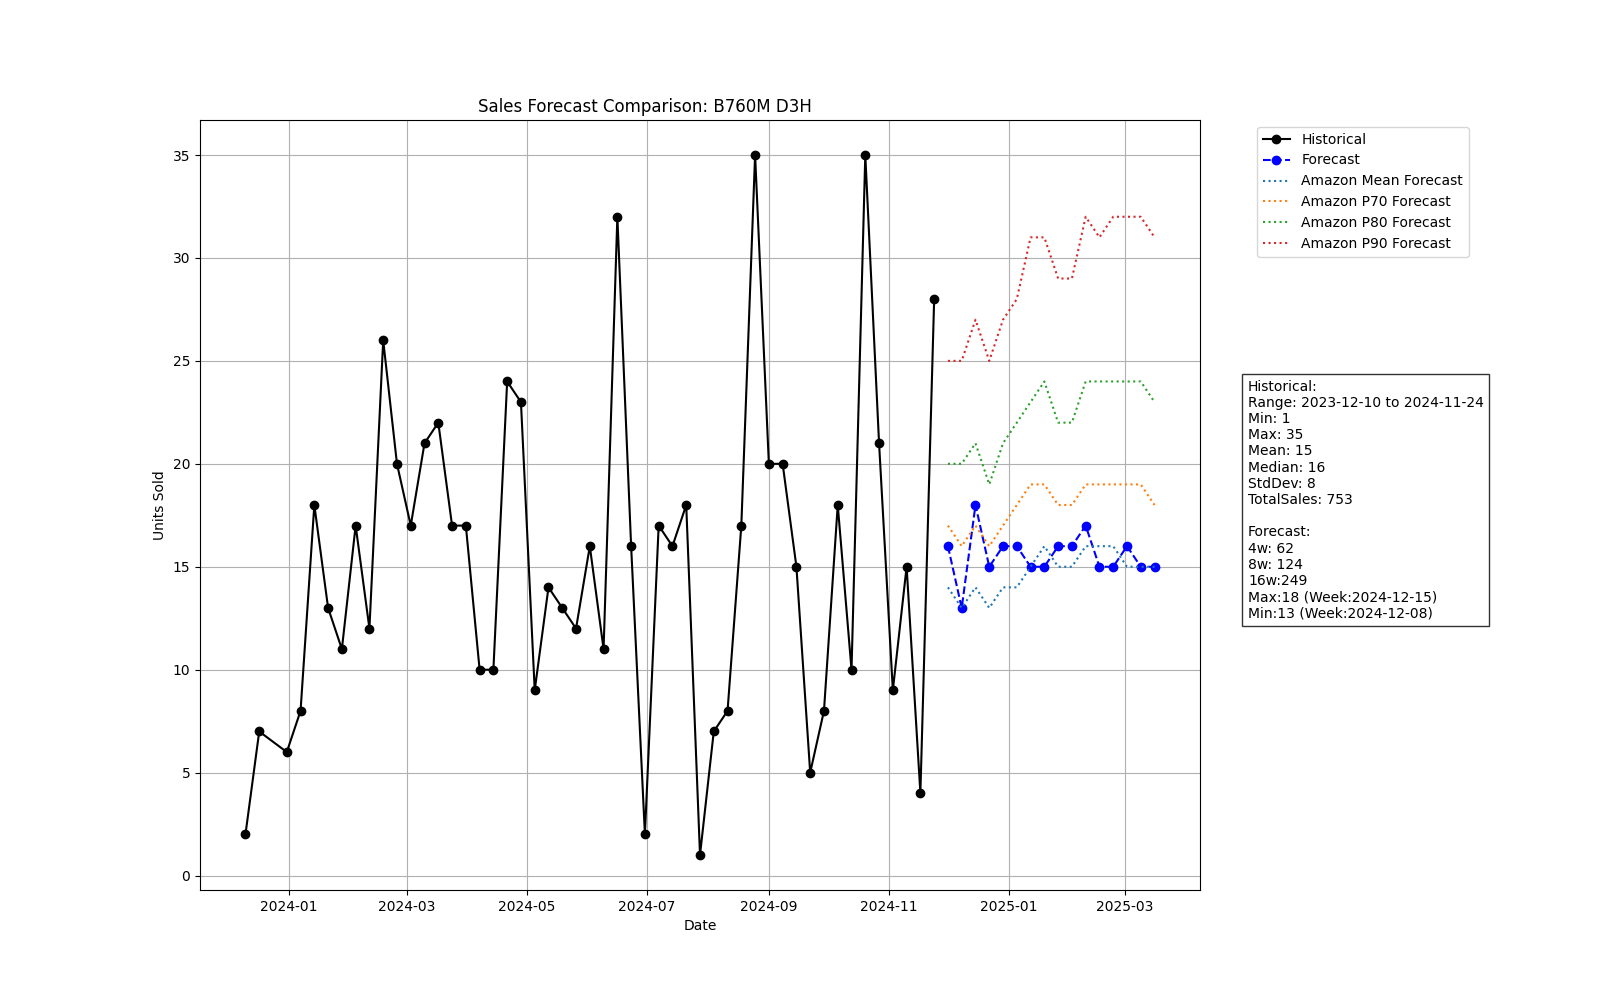 Sales Forecast Comparison: B760M D3H
Units Sold
35
30
25
20
15
10
5
0
2024-01
2024-03
2024-05
2024-07
2024-09
2024-11
2025-01
2025-03
Date
Historical
Forecast
Amazon Mean Forecast
Amazon P70 Forecast
Amazon P80 Forecast
Amazon P90 Forecast
Historical:
Range: 2023-12-10 to 2024-11-24
Min: 1
Max: 35
Mean: 15
Median: 16
StdDev: 8
TotalSales: 753
Forecast:
4w: 62
8w: 124
16w:249
Max:18 (Week:2024-12-15)
Min:13 (Week:2024-12-08)